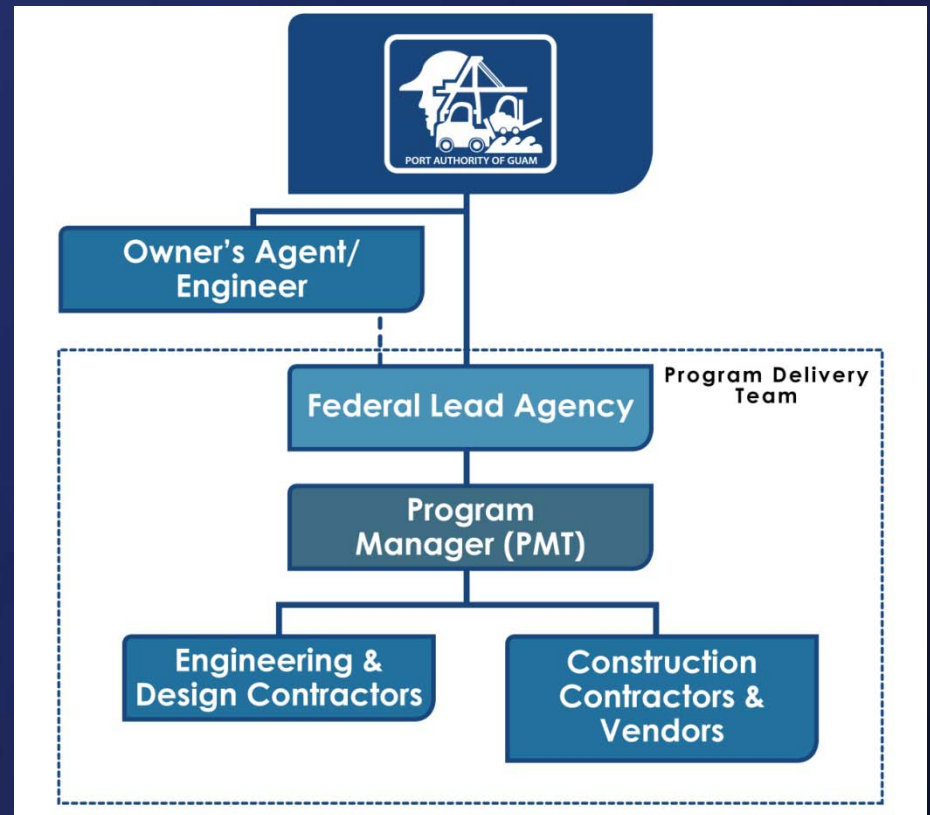 PORT AUTHORITY OF GUAM
Owner's Agent/
Engineer
Program Delivery
Team
Federal Lead Agency
Program
Manager (PMT)
Engineering &
Design Contractors
Construction
Contractors &
Vendors